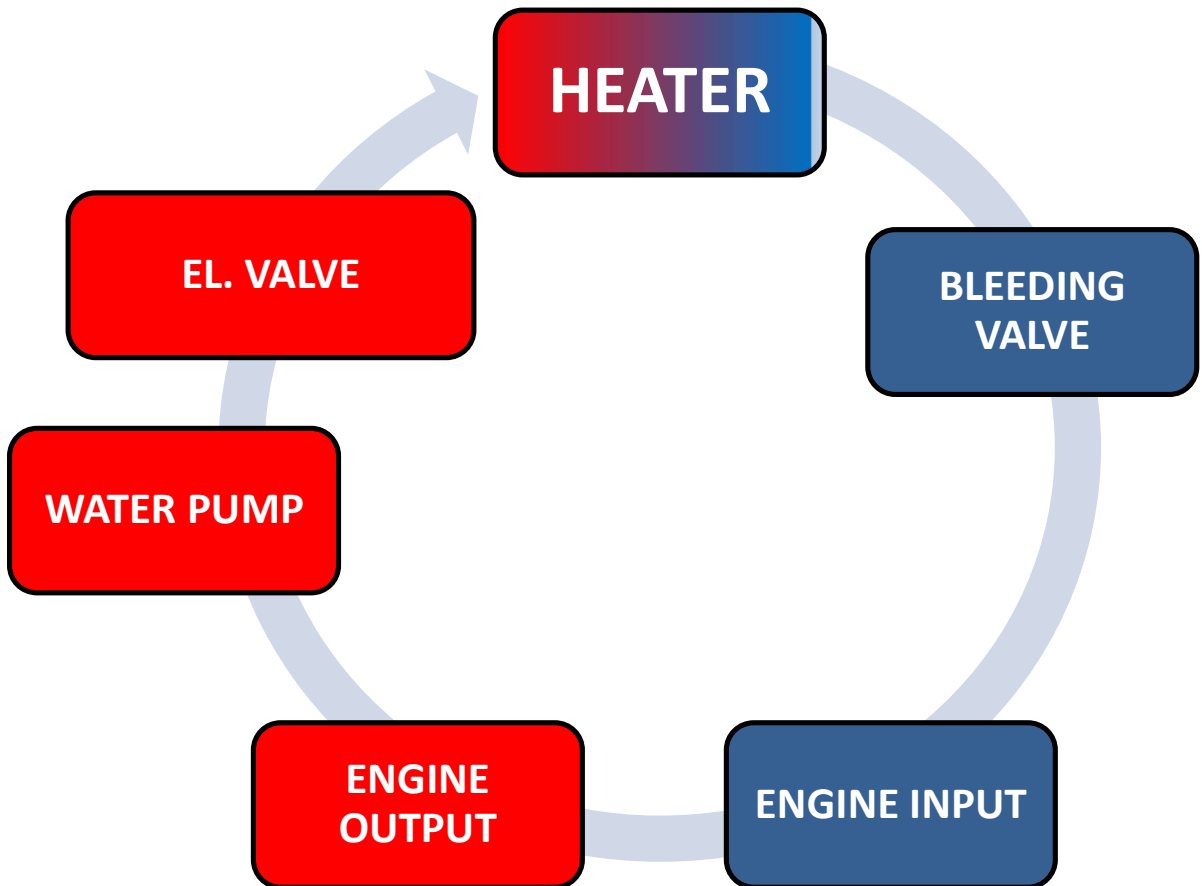 HEATER
BLEEDING
VALVE
ENGINE INPUT
ENGINE
OUTPUT
WATER PUMP
EL. VALVE